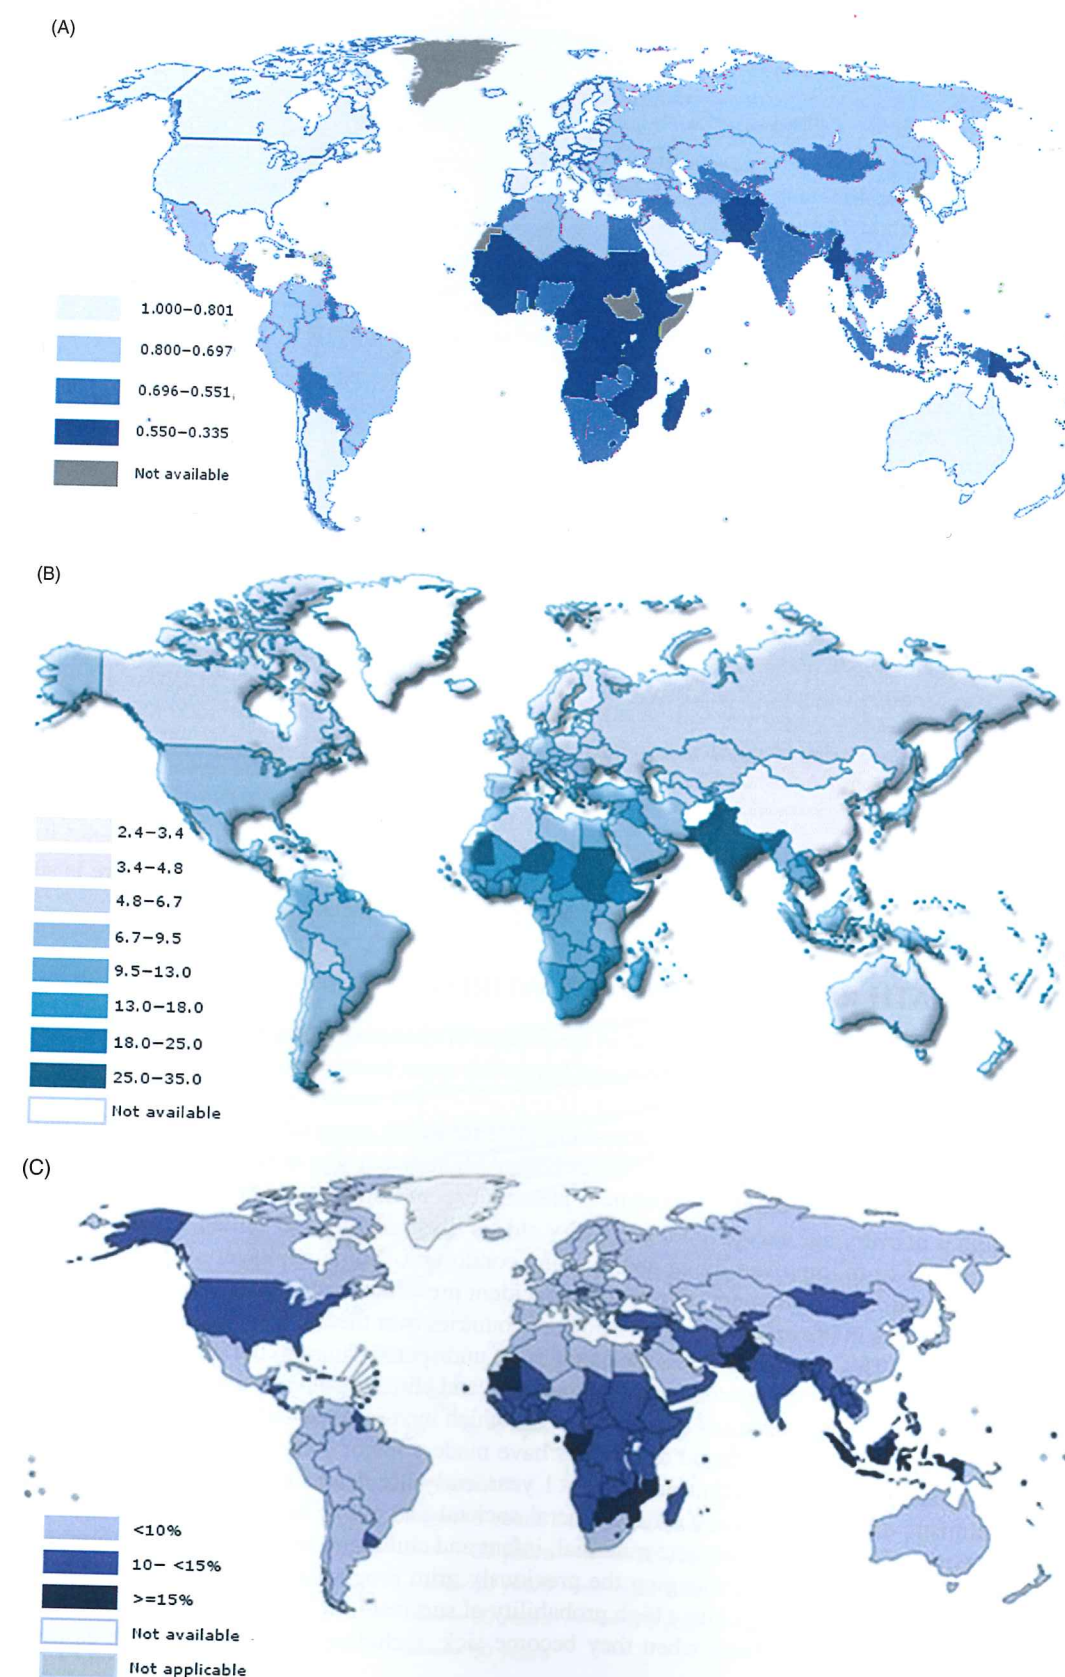 (A)
1.000–0.801
0.800–0.697
0.696–0.551
0.550–0.335
Not available
(B)
2.4–3.4
3.4–4.8
4.8–6.7
6.7–9.5
9.5–13.0
13.0–18.0
18.0–25.0
25.0–35.0
Not available
(C)
<10%
10– <15%
>=15%
Not available
Not applicable